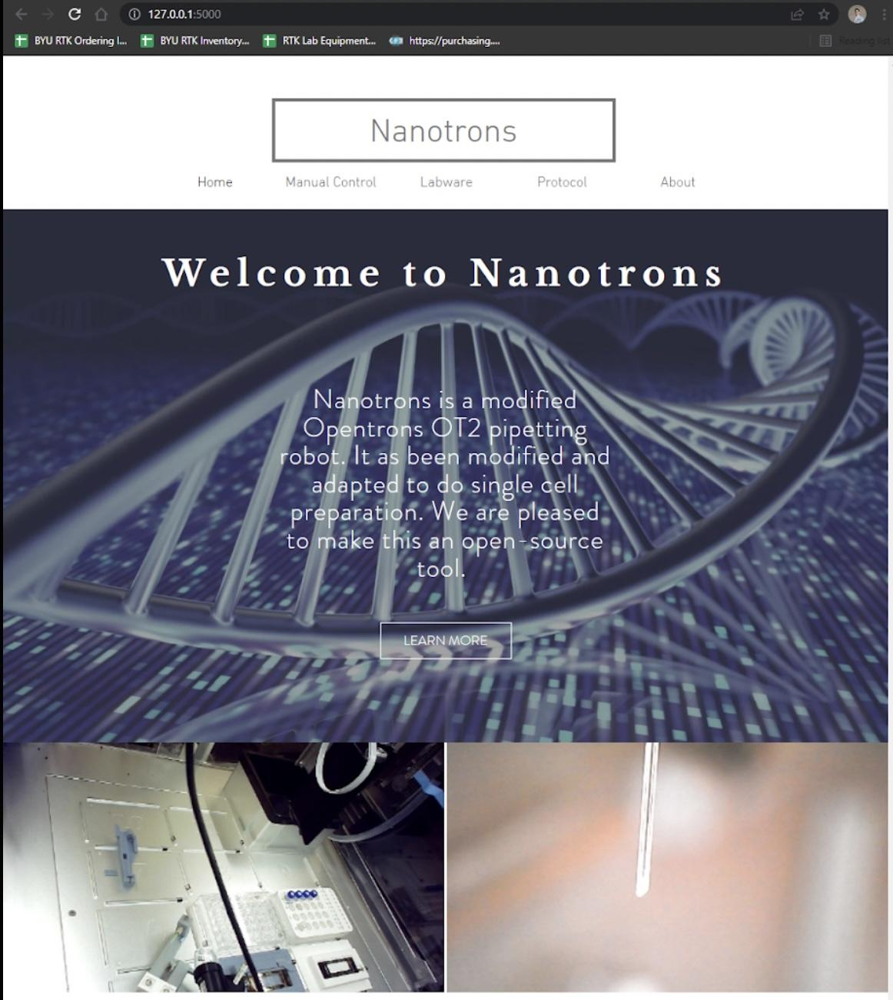 127.0.0.1:5000
BYU RTK Ordering I... BYU RTK Inventory... RTK Lab Equipment... https://purchasing.... Reading list
Nanotrons
Home Manual Control Labware Protocol About
Welcome to Nanotrons
Nanotrons is a modified
Opentrons OT2 pipetting
robot. It as been modified and
adapted to do single cell
preparation. We are pleased
to make this an open-source
tool.
LEARN MORE